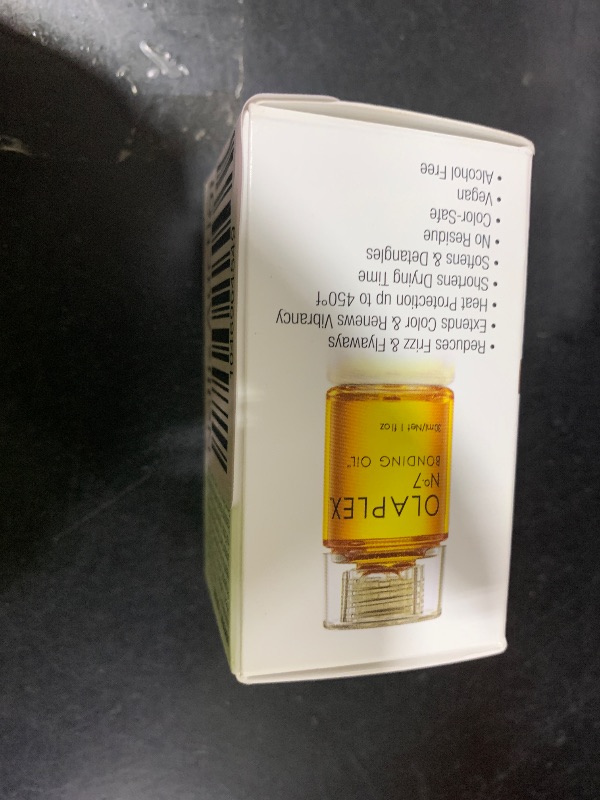 OLAPLEX
Nº.7
BONDING OIL™
30ml/Net 1 fl oz
• Reduces Frizz & Flyaways
• Extends Color & Renews Vibrancy
• Heat Protection up to 450°f
• Shortens Drying Time
• Softens & Detangles
• No Residue
• Color-Safe
• Vegan
• Alcohol Free